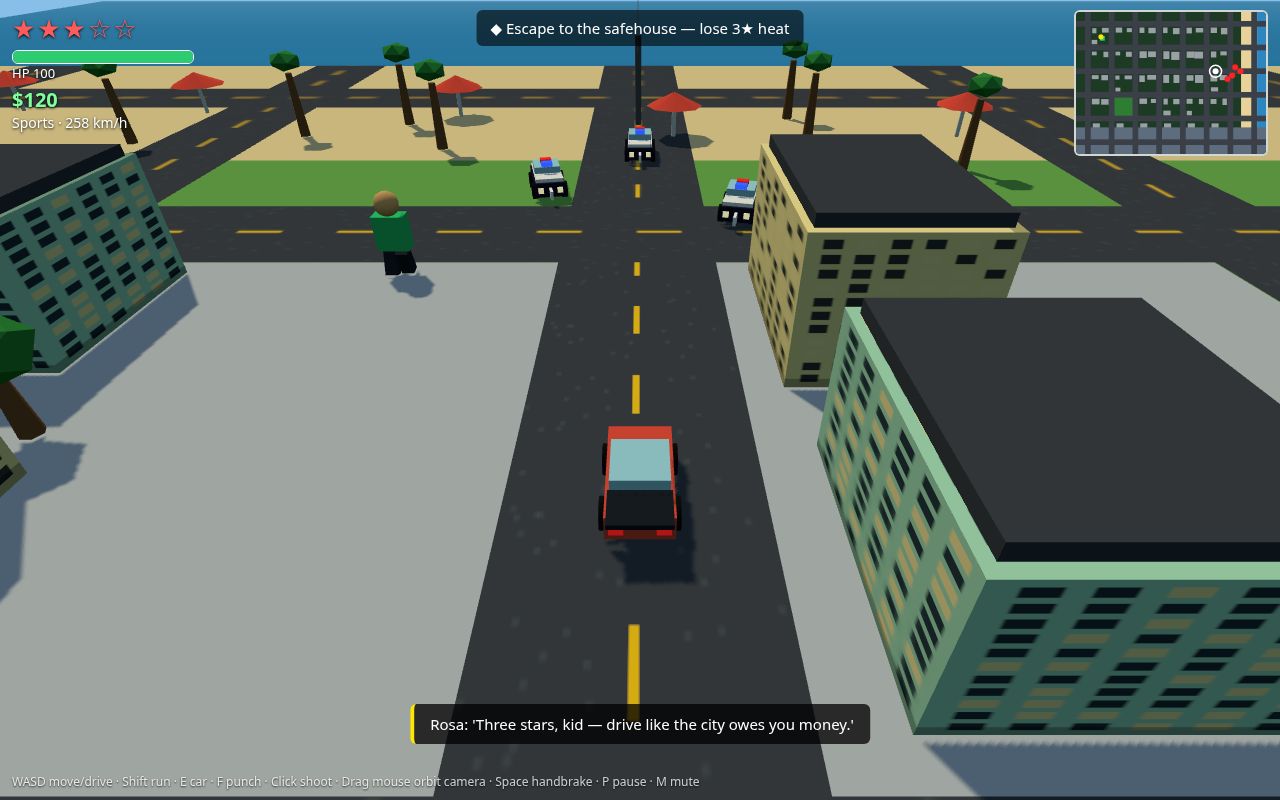 ★★★☆☆
◆ Escape to the safehouse — lose 3★ heat
HP 100
$120
Sports · 258 km/h
Rosa: 'Three stars, kid — drive like the city owes you money.'
WASD move/drive · Shift run · E car · F punch · Click shoot · Drag mouse orbit camera · Space handbrake · P pause · M mute